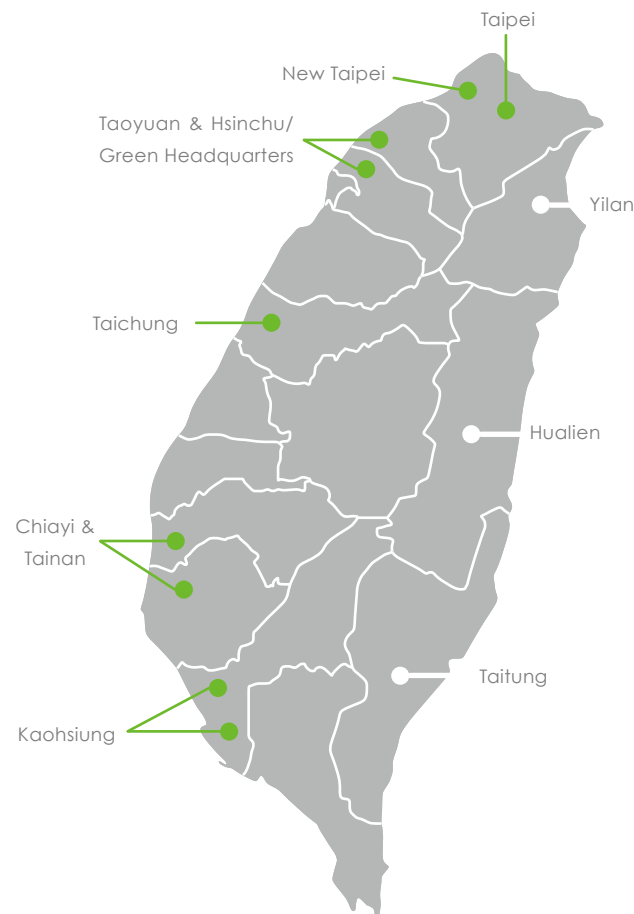 Taipei
New Taipei
Taoyuan & Hsinchu/
Green Headquarters
Yilan
Taichung
Hualien
Chiayi &
Tainan
Taitung
Kaohsiung